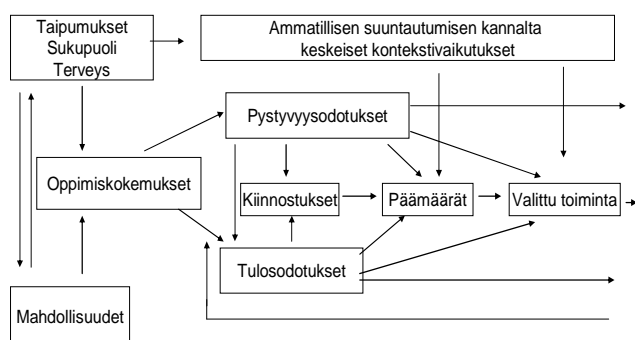 Taipumukset
Sukupuoli
Terveys
Ammatillisen suuntautumisen kannalta
keskeiset kontekstivaikutukset
Pystyvyysodotukset
Oppimiskokemukset
Kiinnostukset
Päämäärät
Valittu toiminta
Tulosodotukset
Mahdollisuudet